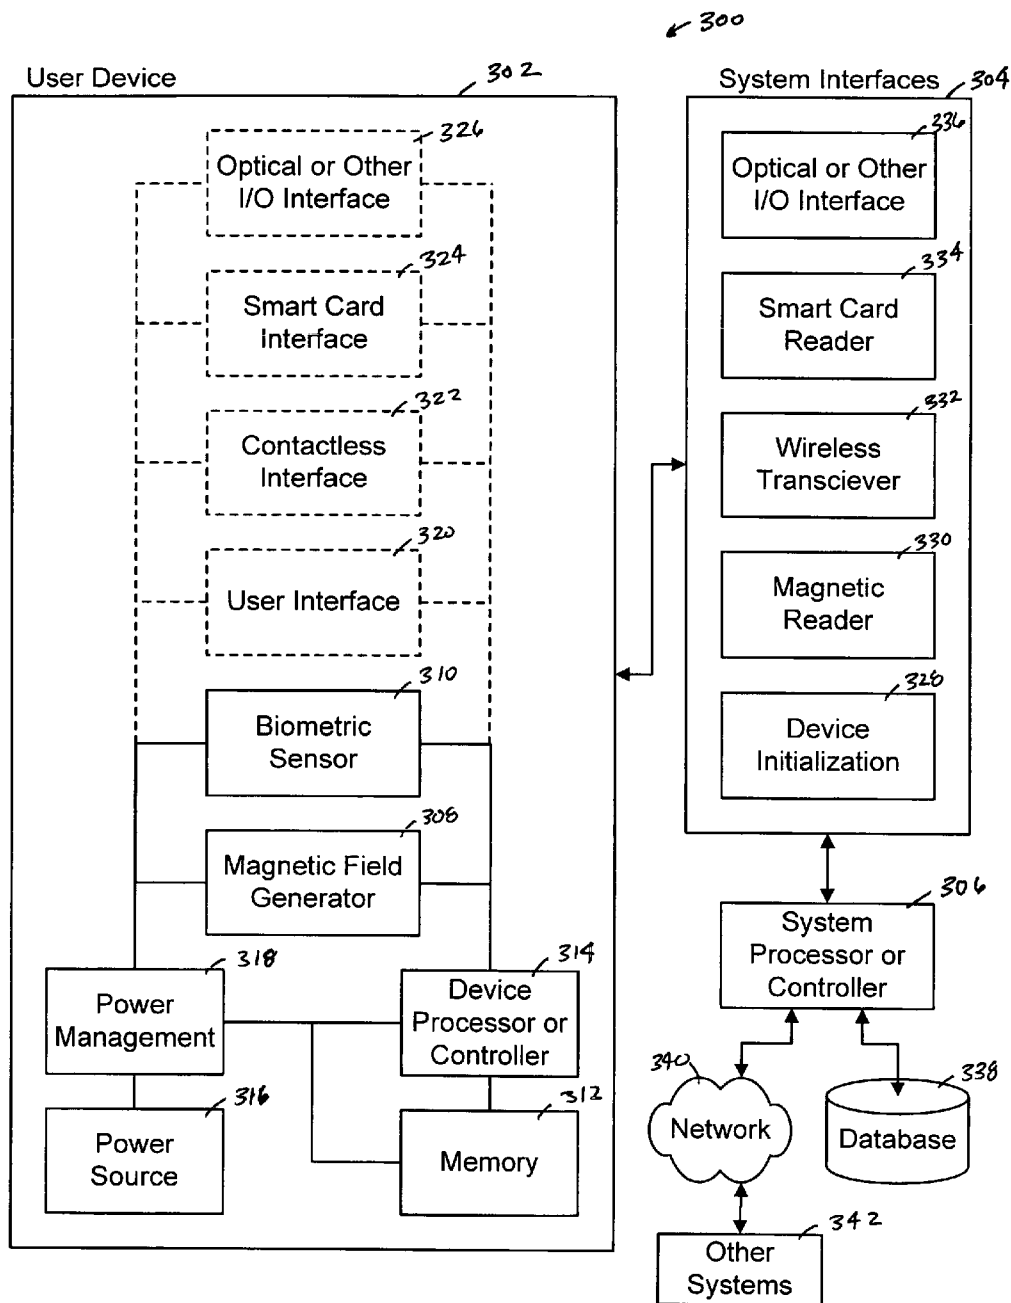 300
User Device
302
326
Optical or Other
I/O Interface
324
Smart Card
Interface
322
Contactless
Interface
320
User Interface
310
Biometric
Sensor
308
Magnetic Field
Generator
318
Power
Management
314
Device
Processor or
Controller
316
Power
Source
312
Memory
System Interfaces
304
336
Optical or Other
I/O Interface
334
Smart Card
Reader
332
Wireless
Transciever
330
Magnetic
Reader
328
Device
Initialization
306
System
Processor or
Controller
340
Network
338
Database
342
Other
Systems